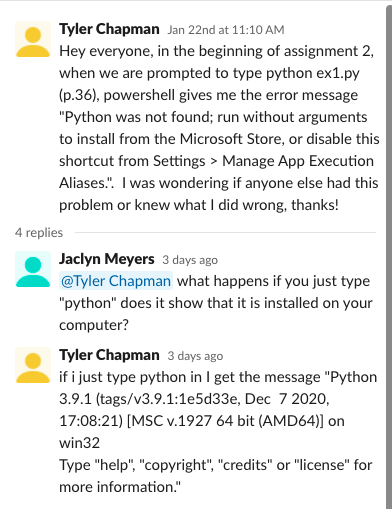 Tyler Chapman Jan 22nd at 11:10 AM
Hey everyone, in the beginning of assignment 2,
when we are prompted to type python ex1.py
(p.36), powershell gives me the error message
"Python was not found; run without arguments
to install from the Microsoft Store, or disable this
shortcut from Settings > Manage App Execution
Aliases.".  I was wondering if anyone else had this
problem or knew what I did wrong, thanks!
4 replies
Jaclyn Meyers 3 days ago
@Tyler Chapman what happens if you just type
"python" does it show that it is installed on your
computer?
Tyler Chapman 3 days ago
if i just type python in I get the message "Python
3.9.1 (tags/v3.9.1:1e5d33e, Dec  7 2020,
17:08:21) [MSC v.1927 64 bit (AMD64)] on
win32
Type "help", "copyright", "credits" or "license" for
more information."